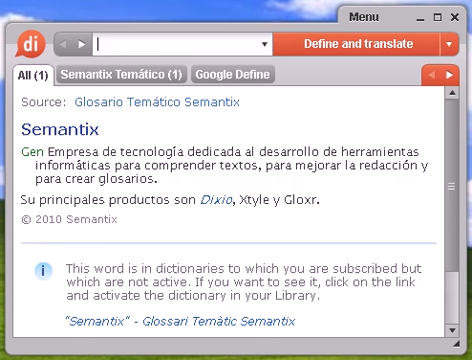 Menu
di
Define and translate
All (1)
Semantix Temático (1)
Google Define
Source: Glosario Temático Semantix
Semantix
Gen Empresa de tecnología dedicada al desarrollo de herramientas
informáticas para comprender textos, para mejorar la redacción y
para crear glosarios.
Su principales productos son Dixio, Xtyle y Gloxr.
© 2010 Semantix
i
This word is in dictionaries to which you are subscribed but
which are not active. If you want to see it, click on the link
and activate the dictionary in your Library.
"Semantix" - Glossari Temàtic Semantix